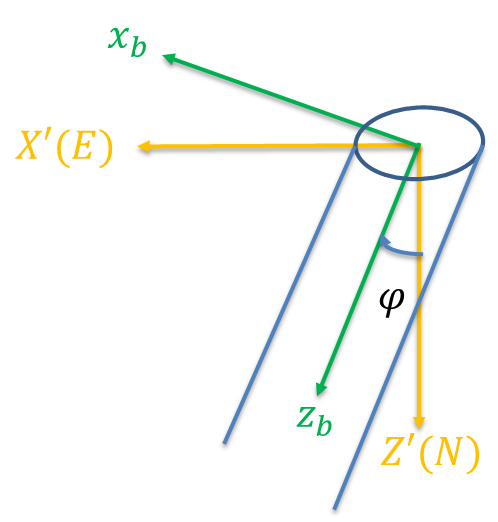 x_b
X′(E)
φ
z_b
Z′(N)